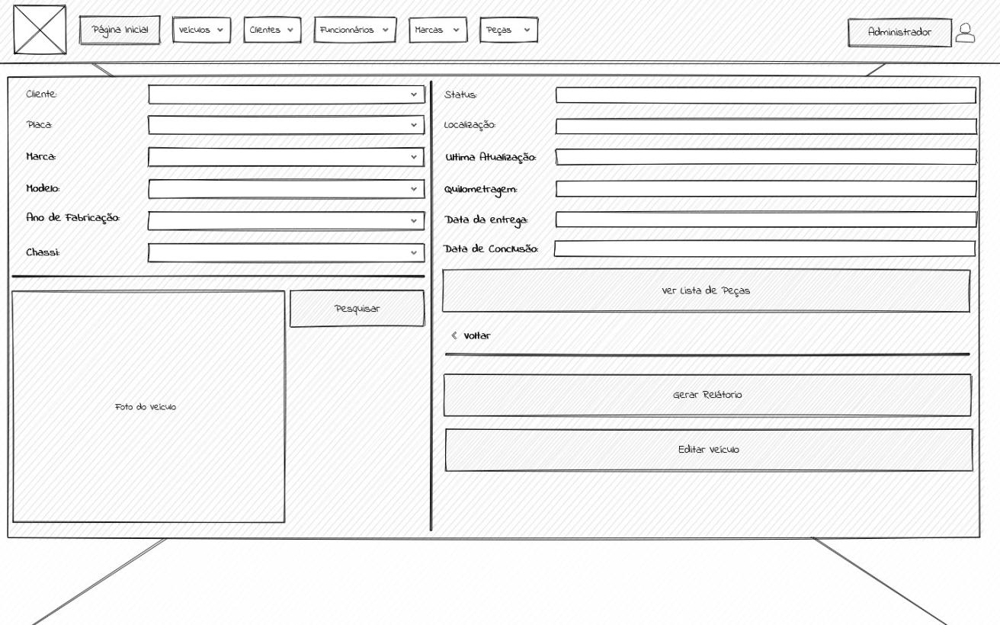 Página Inicial
Veículos
Clientes
Funcionnários
Marcas
Peças
Administrador
Cliente:
Placa:
Marca:
Modelo:
Ano de Fabricação:
Chassi:
Pesquisar
Foto do Veículo
Status:
Localização:
Ultima Atualização:
Quilometragem:
Data da entrega:
Data de Conclusão:
Ver Lista de Peças
Voltar
Gerar Relátorio
Editar Veículo